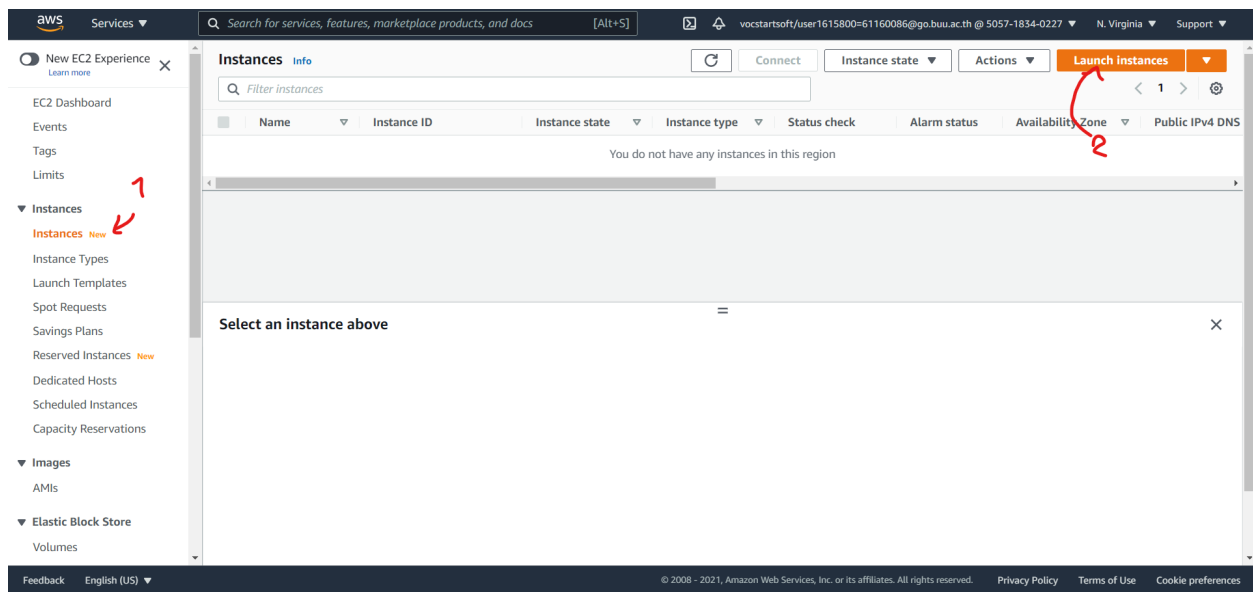 aws Services ▼ Search for services, features, marketplace products, and docs [Alt+S] vocstartsoft/user1615800=61160086@go.buu.ac.th @ 5057-1834-0227 ▼ N. Virginia ▼ Support ▼
New EC2 Experience
Learn more
EC2 Dashboard
Events
Tags
Limits
1
Instances
Instances New
Instance Types
Launch Templates
Spot Requests
Savings Plans
Reserved Instances New
Dedicated Hosts
Scheduled Instances
Capacity Reservations
Images
AMIs
Elastic Block Store
Volumes
Instances Info Connect Instance state ▼ Actions ▼ Launch instances ▼
Filter instances
1
Name Instance ID Instance state Instance type Status check Alarm status Availability Zone Public IPv4 DNS
2
You do not have any instances in this region
Select an instance above
Feedback English (US) ▼ © 2008 - 2021, Amazon Web Services, Inc. or its affiliates. All rights reserved. Privacy Policy Terms of Use Cookie preferences